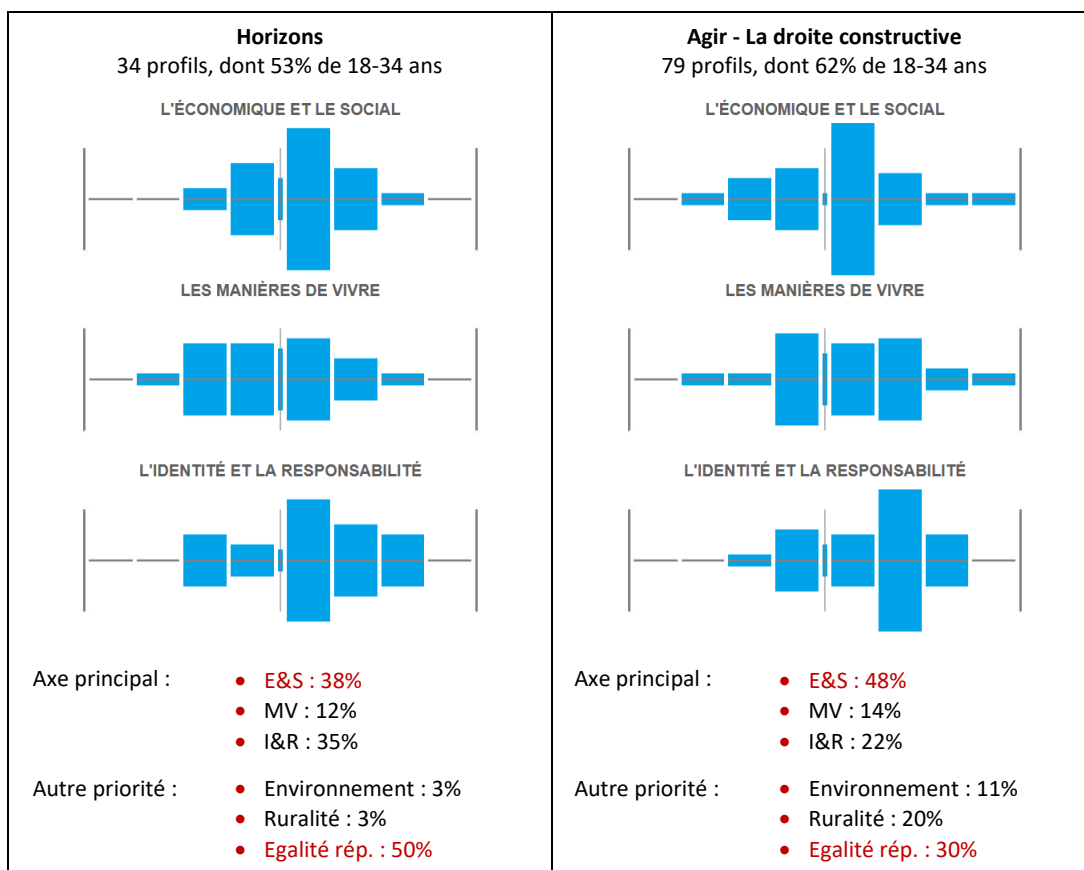 Horizons
34 profils, dont 53% de 18-34 ans
L'ÉCONOMIQUE ET LE SOCIAL
LES MANIÈRES DE VIVRE
L'IDENTITÉ ET LA RESPONSABILITÉ
Axe principal :
• E&S : 38%
• MV : 12%
• I&R : 35%
Autre priorité :
• Environnement : 3%
• Ruralité : 3%
• Egalité rép. : 50%
Agir - La droite constructive
79 profils, dont 62% de 18-34 ans
L'ÉCONOMIQUE ET LE SOCIAL
LES MANIÈRES DE VIVRE
L'IDENTITÉ ET LA RESPONSABILITÉ
Axe principal :
• E&S : 48%
• MV : 14%
• I&R : 22%
Autre priorité :
• Environnement : 11%
• Ruralité : 20%
• Egalité rép. : 30%